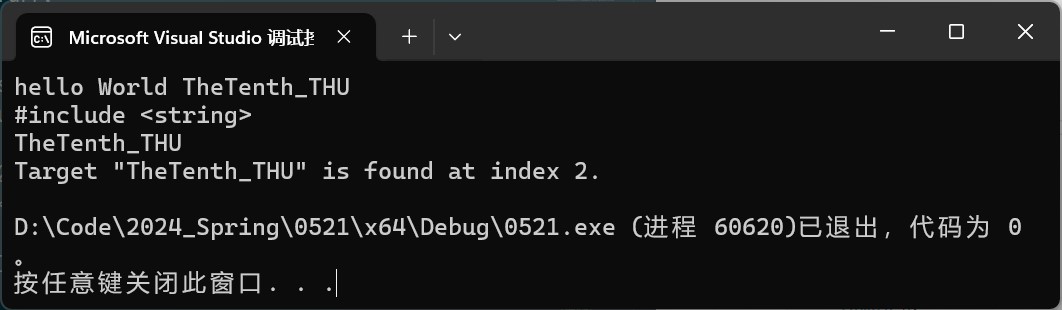 Microsoft Visual Studio 调试
hello World TheTenth_THU
#include <string>
TheTenth_THU
Target "TheTenth_THU" is found at index 2.
D:\Code\2024_Spring\0521\x64\Debug\0521.exe (进程 60620)已退出，代码为 0
。
按任意键关闭此窗口. . .